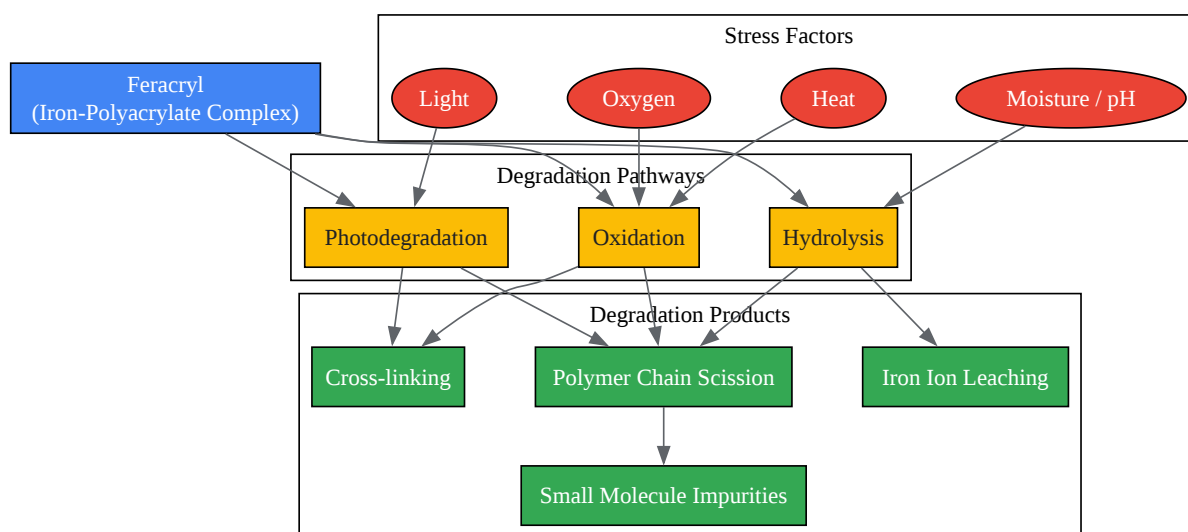 Stress Factors
Feracryl
(Iron-Polyacrylate Complex)
Light
Oxygen
Heat
Moisture / pH
Degradation Pathways
Photodegradation
Oxidation
Hydrolysis
Degradation Products
Cross-linking
Polymer Chain Scission
Iron Ion Leaching
Small Molecule Impurities